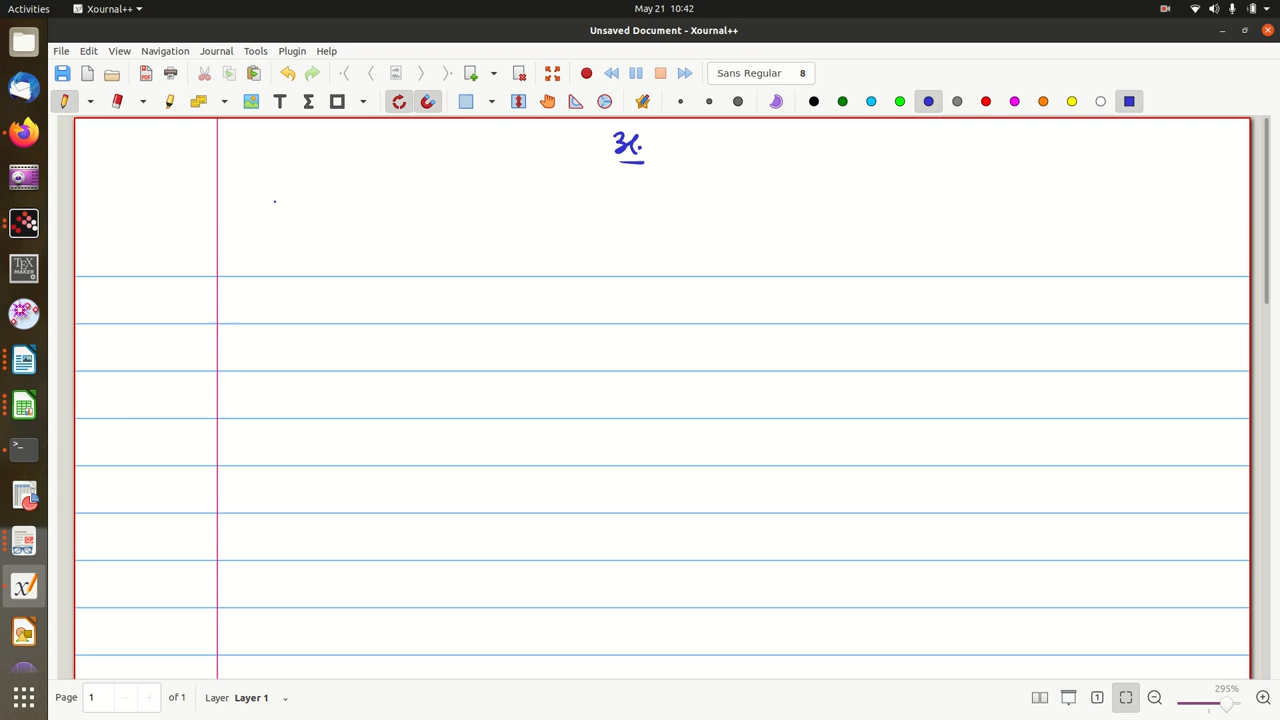 Activities Xournal++ May 21 10:42
Unsaved Document - Xournal++
File Edit View Navigation Journal Tools Plugin Help
Sans Regular 8
Page 1 of 1 Layer Layer 1 295%